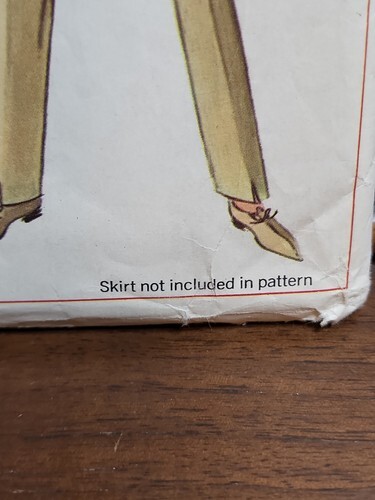 Skirt not included in pattern